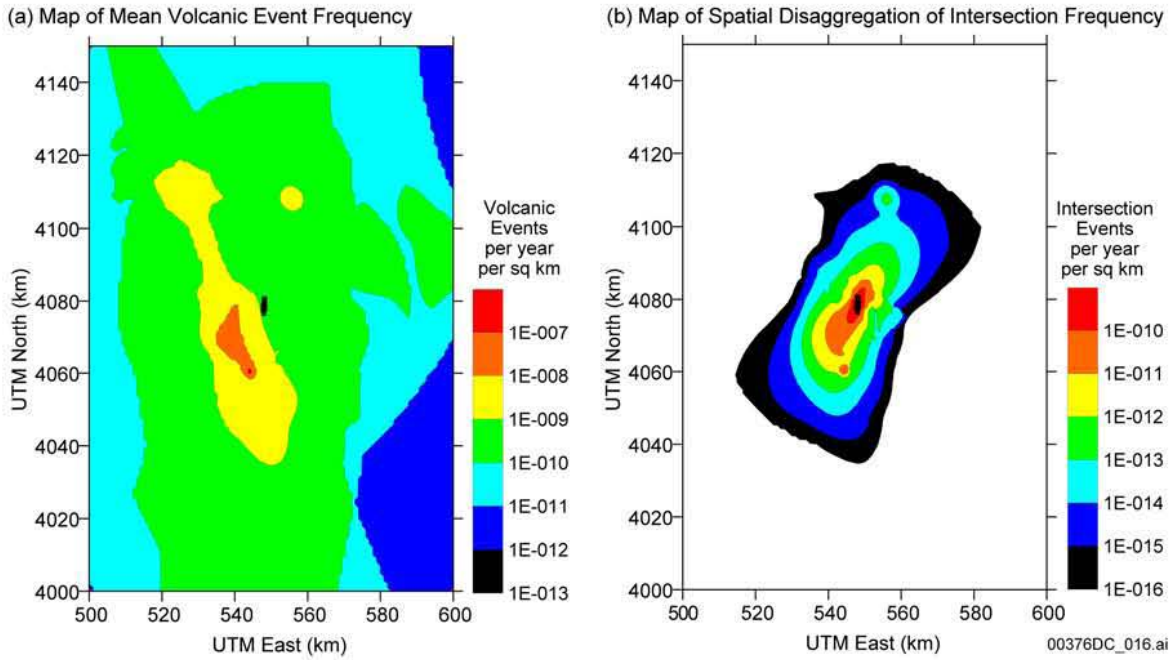 (a) Map of Mean Volcanic Event Frequency
4140
4120
4100
4080
4060
4040
4020
4000
UTM North (km)
500 520 540 560 580 600
UTM East (km)
Volcanic
Events
per year
per sq km
1E-007
1E-008
1E-009
1E-010
1E-011
1E-012
1E-013
(b) Map of Spatial Disaggregation of Intersection Frequency
4140
4120
4100
4080
4060
4040
4020
4000
UTM North (km)
500 520 540 560 580 600
UTM East (km)
Intersection
Events
per year
per sq km
1E-010
1E-011
1E-012
1E-013
1E-014
1E-015
1E-016
00376DC_016.ai